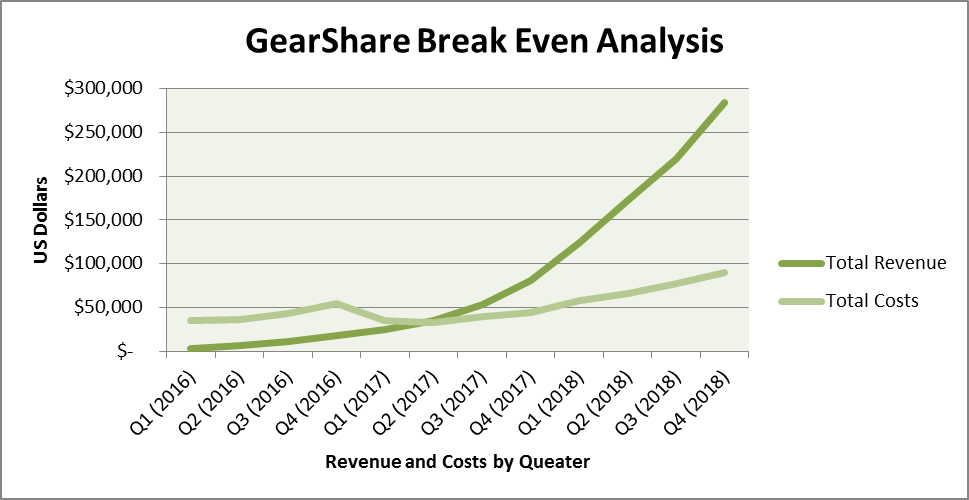 GearShare Break Even Analysis
$300,000
$250,000
$200,000
$150,000
$100,000
$50,000
$-
US Dollars
Q1 (2016)
Q2 (2016)
Q3 (2016)
Q4 (2016)
Q1 (2017)
Q2 (2017)
Q3 (2017)
Q4 (2017)
Q1 (2018)
Q2 (2018)
Q3 (2018)
Q4 (2018)
Revenue and Costs by Queater
Total Revenue
Total Costs